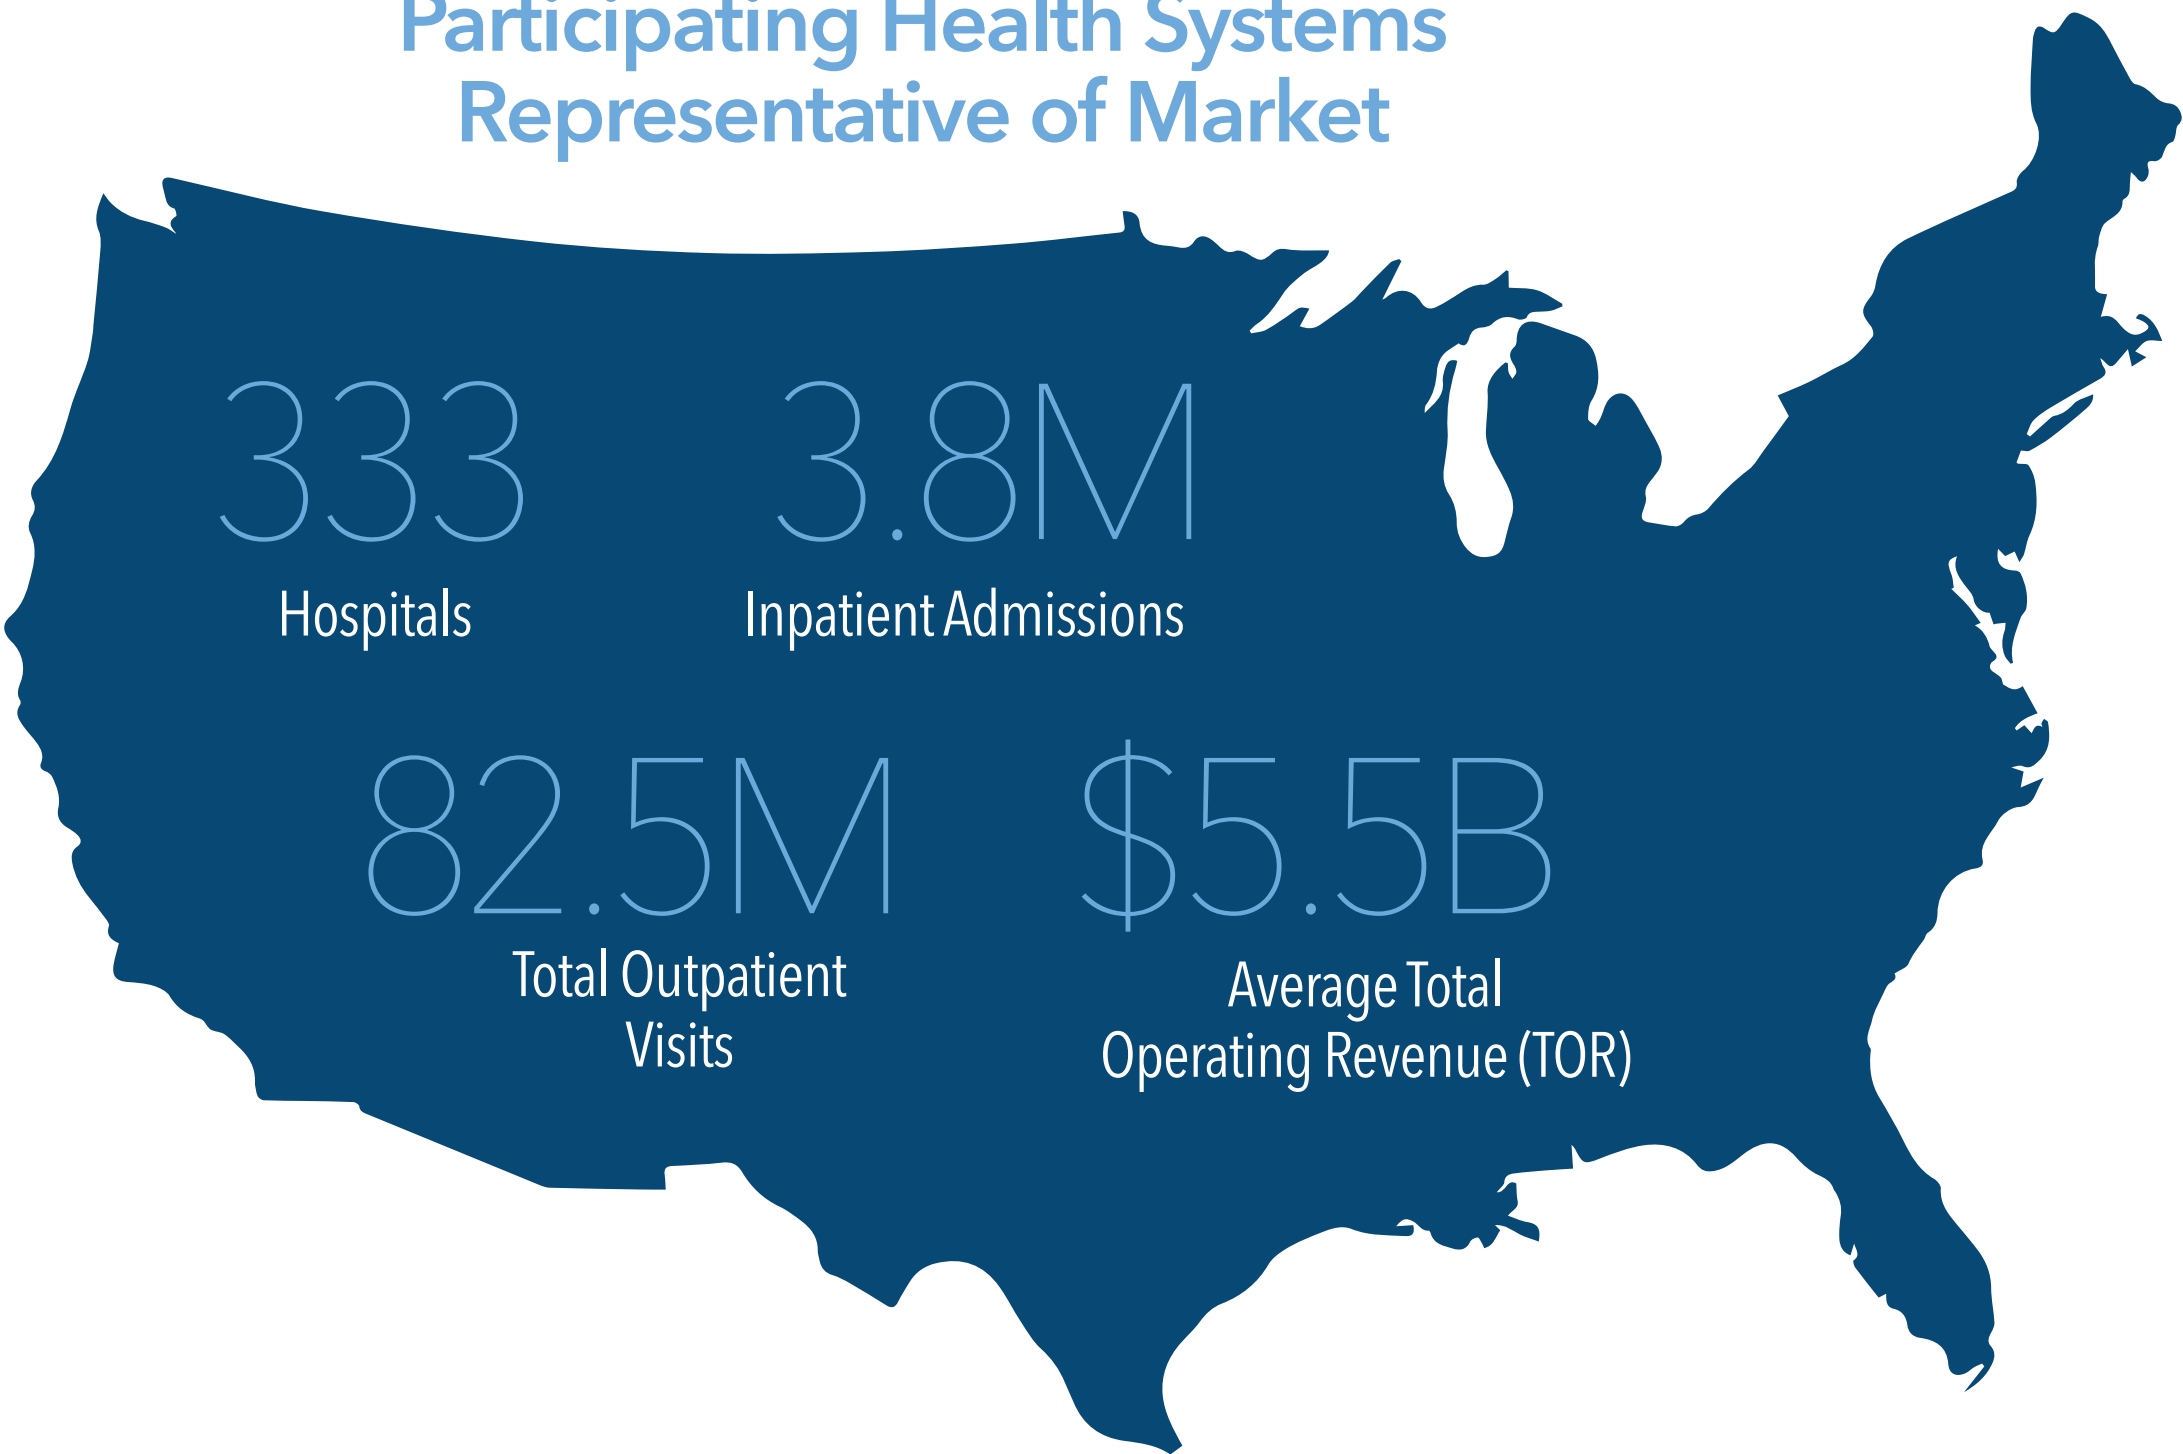 Participating Health Systems
Representative of Market
333
Hospitals
3.8M
Inpatient Admissions
82.5M
Total Outpatient
Visits
$5.5B
Average Total
Operating Revenue (TOR)